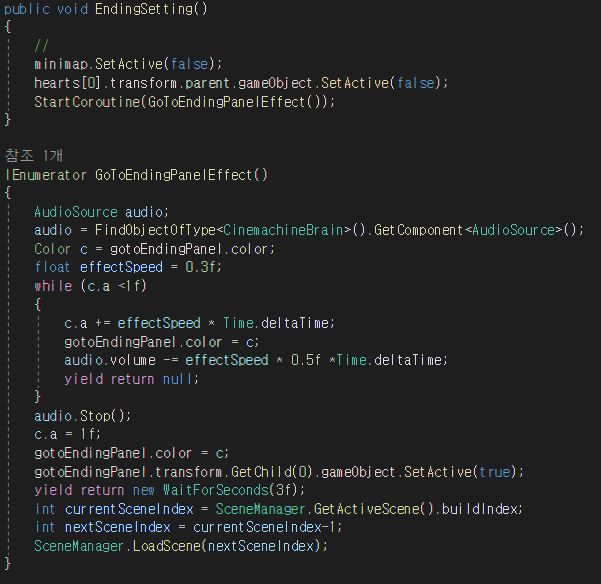 public void EndingSetting()
{
//
minimap.SetActive(false);
hearts[0].transform.parent.gameObject.SetActive(false);
StartCoroutine(GoToEndingPanelEffect());
}
참조 1개
IEnumerator GoToEndingPanelEffect()
{
AudioSource audio;
audio = FindObjectOfType<CinemachineBrain>().GetComponent<AudioSource>();
Color c = gotoEndingPanel.color;
float effectSpeed = 0.3f;
while (c.a <1f)
{
c.a += effectSpeed * Time.deltaTime;
gotoEndingPanel.color = c;
audio.volume -= effectSpeed * 0.5f *Time.deltaTime;
yield return null;
}
audio.Stop();
c.a = 1f;
gotoEndingPanel.color = c;
gotoEndingPanel.transform.GetChild(0).gameObject.SetActive(true);
yield return new WaitForSeconds(3f);
int currentSceneIndex = SceneManager.GetActiveScene().buildIndex;
int nextSceneIndex = currentSceneIndex-1;
SceneManager.LoadScene(nextSceneIndex);
}